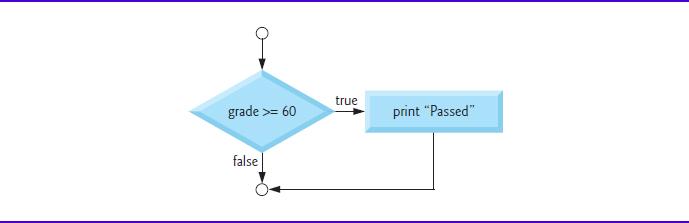 true
grade >= 60
print “Passed”
false